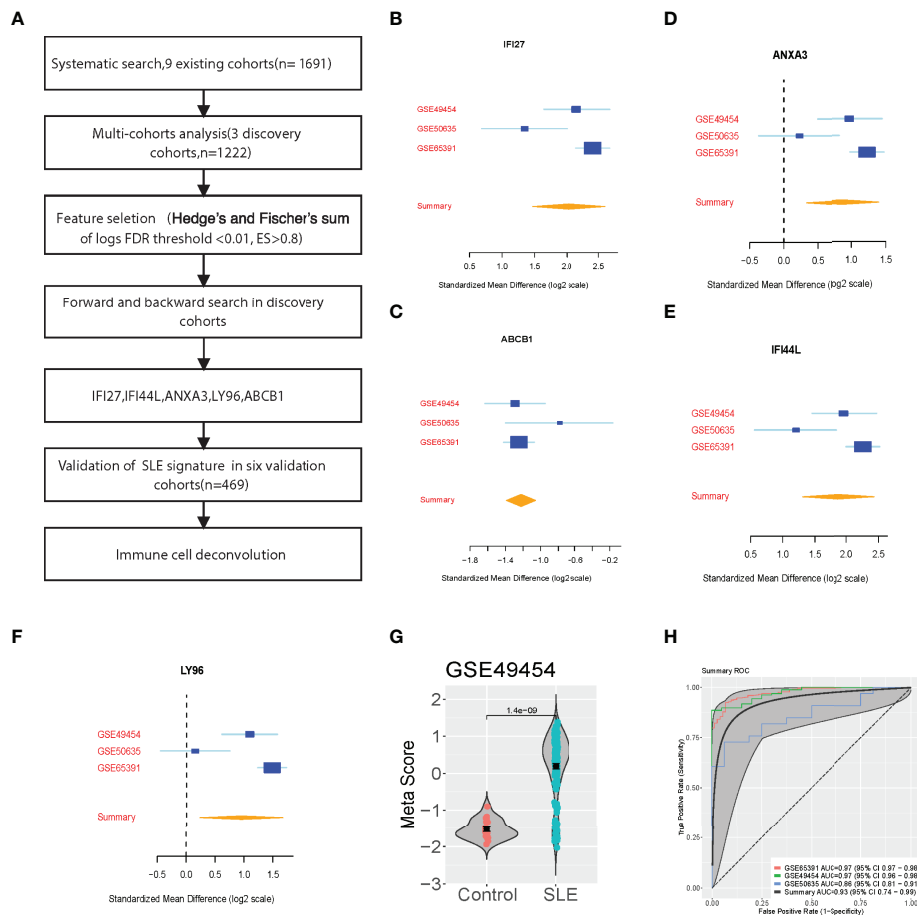 A
Systematic search,9 existing cohorts(n= 1691)
Multi-cohorts analysis(3 discovery
cohorts,n=1222)
Feature seletion (Hedge's and Fischer's sum
of logs FDR threshold <0.01, ES>0.8)
Forward and backward search in discovery
cohorts
IFI27,IFI44L,ANXA3,LY96,ABCB1
Validation of SLE signature in six validation
cohorts(n=469)
Immune cell deconvolution
B
IFI27
GSE49454
GSE50635
GSE65391
Summary
0.5 1.0 1.5 2.0 2.5
Standardized Mean Difference (log2 scale)
D
ANXA3
GSE49454
GSE50635
GSE65391
Summary
−0.5 0.0 0.5 1.0 1.5
Standardized Mean Difference (log2 scale)
C
ABCB1
GSE49454
GSE50635
GSE65391
Summary
−1.8 −1.4 −1.0 −0.6 −0.2
Standardized Mean Difference (log2 scale)
E
IFI44L
GSE49454
GSE50635
GSE65391
Summary
0.5 1.0 1.5 2.0 2.5
Standardized Mean Difference (log2 scale)
F
LY96
GSE49454
GSE50635
GSE65391
Summary
−0.5 0.0 0.5 1.0 1.5
Standardized Mean Difference (log2 scale)
G
GSE49454
Meta Score
2
1
0
−1
−2
−3
1.4e−09
Control SLE
H
Summary ROC
True Positive Rate (Sensitivity)
1.00
0.75
0.50
0.25
0.00
GSE65391 AUC=0.97 (95% CI 0.97 − 0.98
GSE49454 AUC=0.97 (95% CI 0.96 − 0.98
GSE50635 AUC=0.86 (95% CI 0.81 − 0.91
Summary AUC=0.93 (95% CI 0.74 − 0.99)
0.00 0.25 0.50 0.75 1.00
False Positive Rate (1−Specificity)